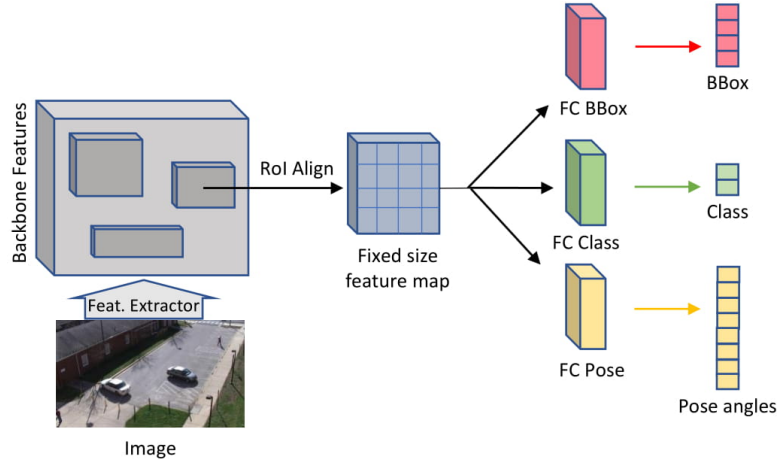 Backbone Features
RoI Align
Fixed size
feature map
Feat. Extractor
Image
FC BBox
BBox
FC Class
Class
FC Pose
Pose angles